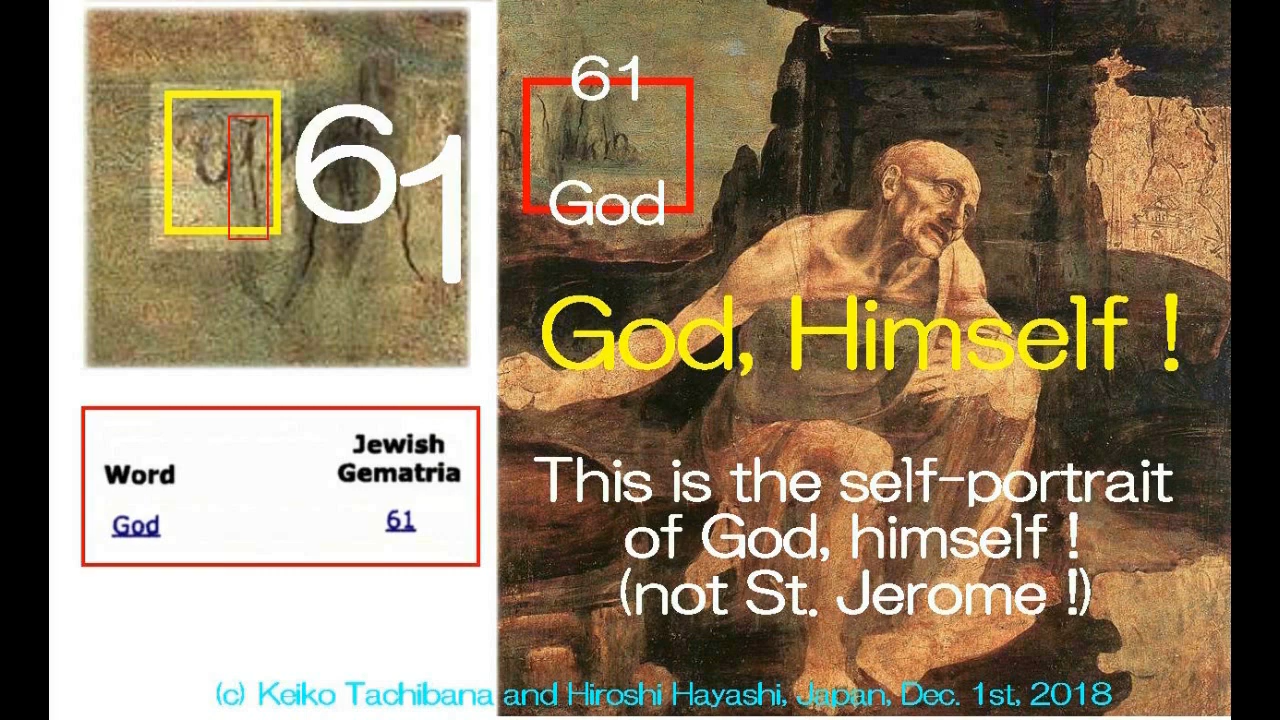 61
61
God
God, Himself !
Jewish
Word Gematria
God 61
This is the self-portrait
of God, himself !
(not St. Jerome !)
(c) Keiko Tachibana and Hiroshi Hayashi, Japan, Dec. 1st, 2018